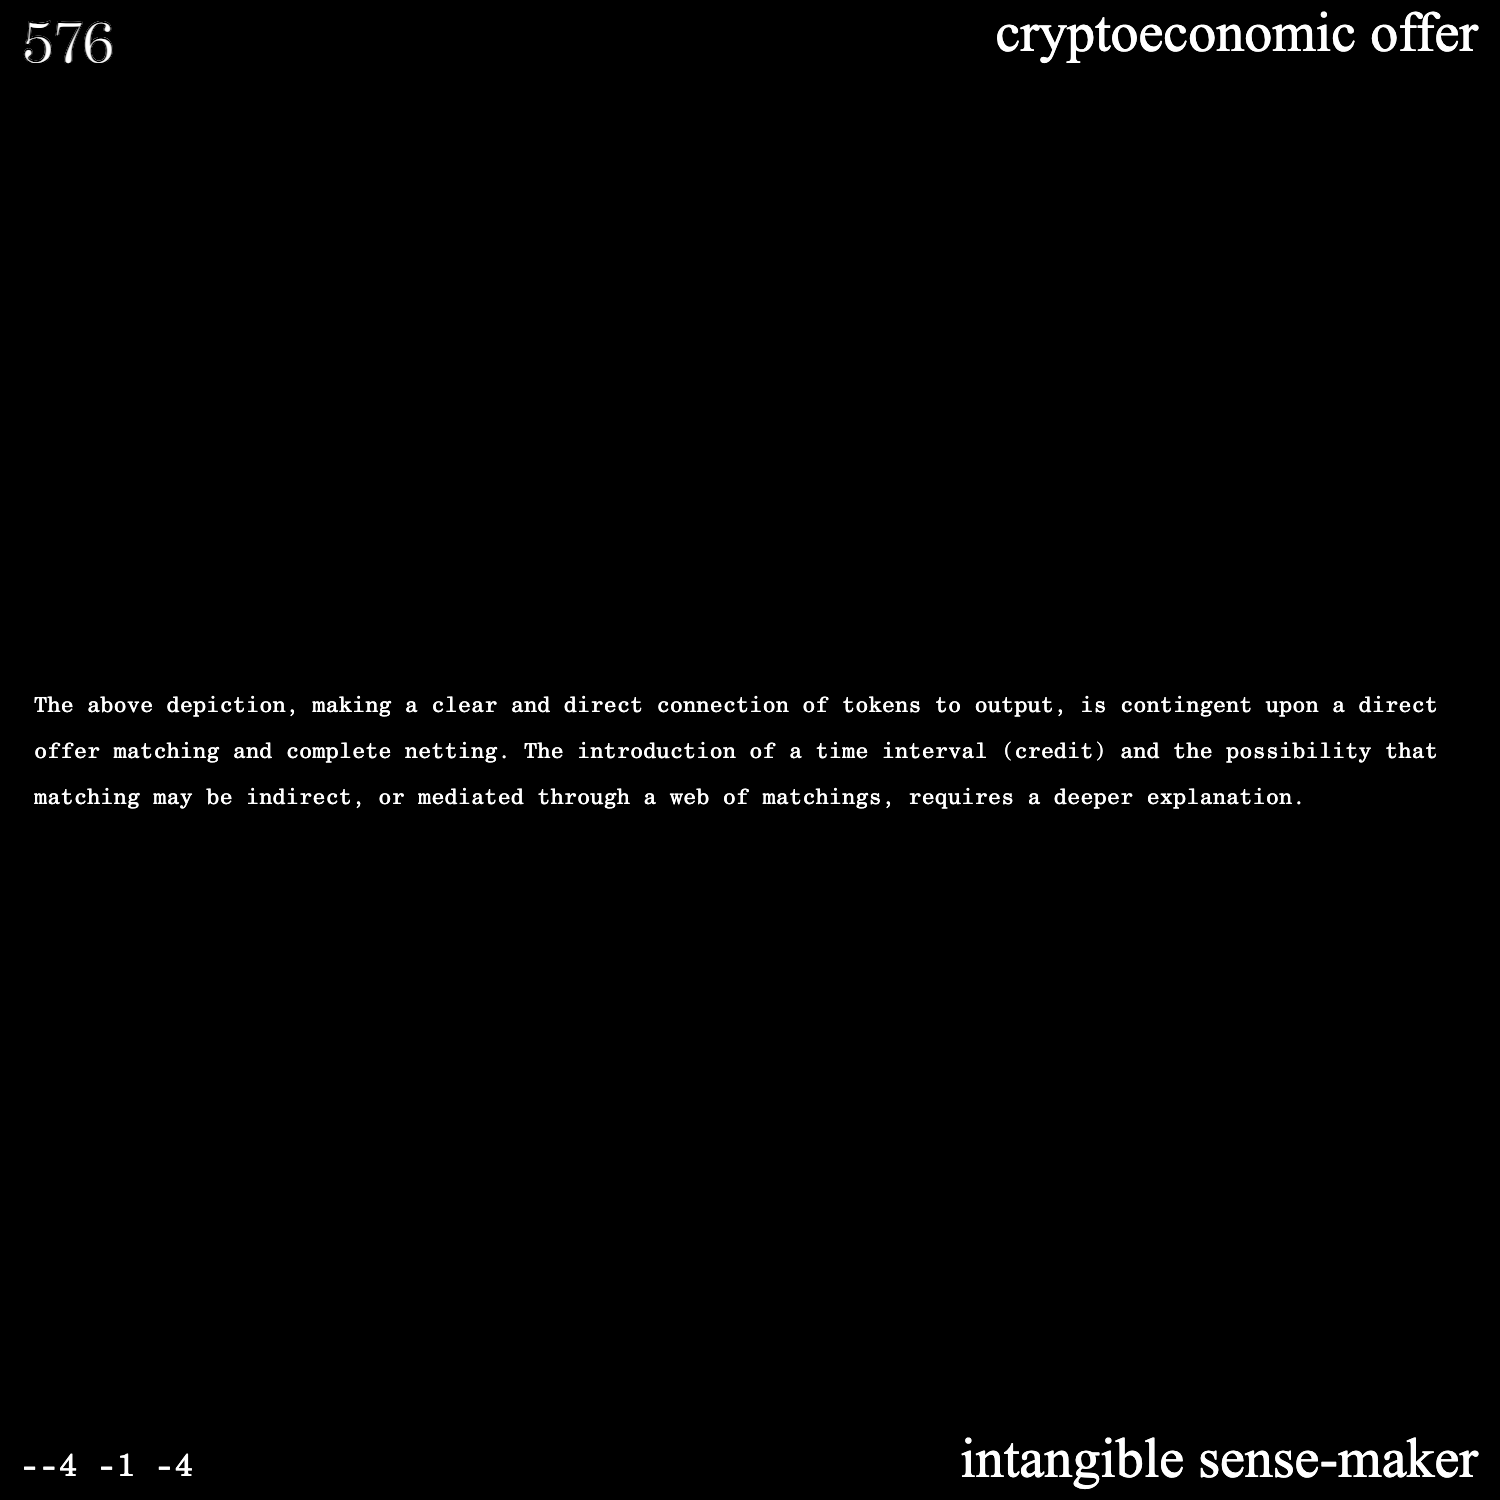 576
cryptoeconomic offer
The above depiction, making a clear and direct connection of tokens to output, is contingent upon a direct
offer matching and complete netting. The introduction of a time interval (credit) and the possibility that
matching may be indirect, or mediated through a web of matchings, requires a deeper explanation.
--4 -1 -4
intangible sense-maker